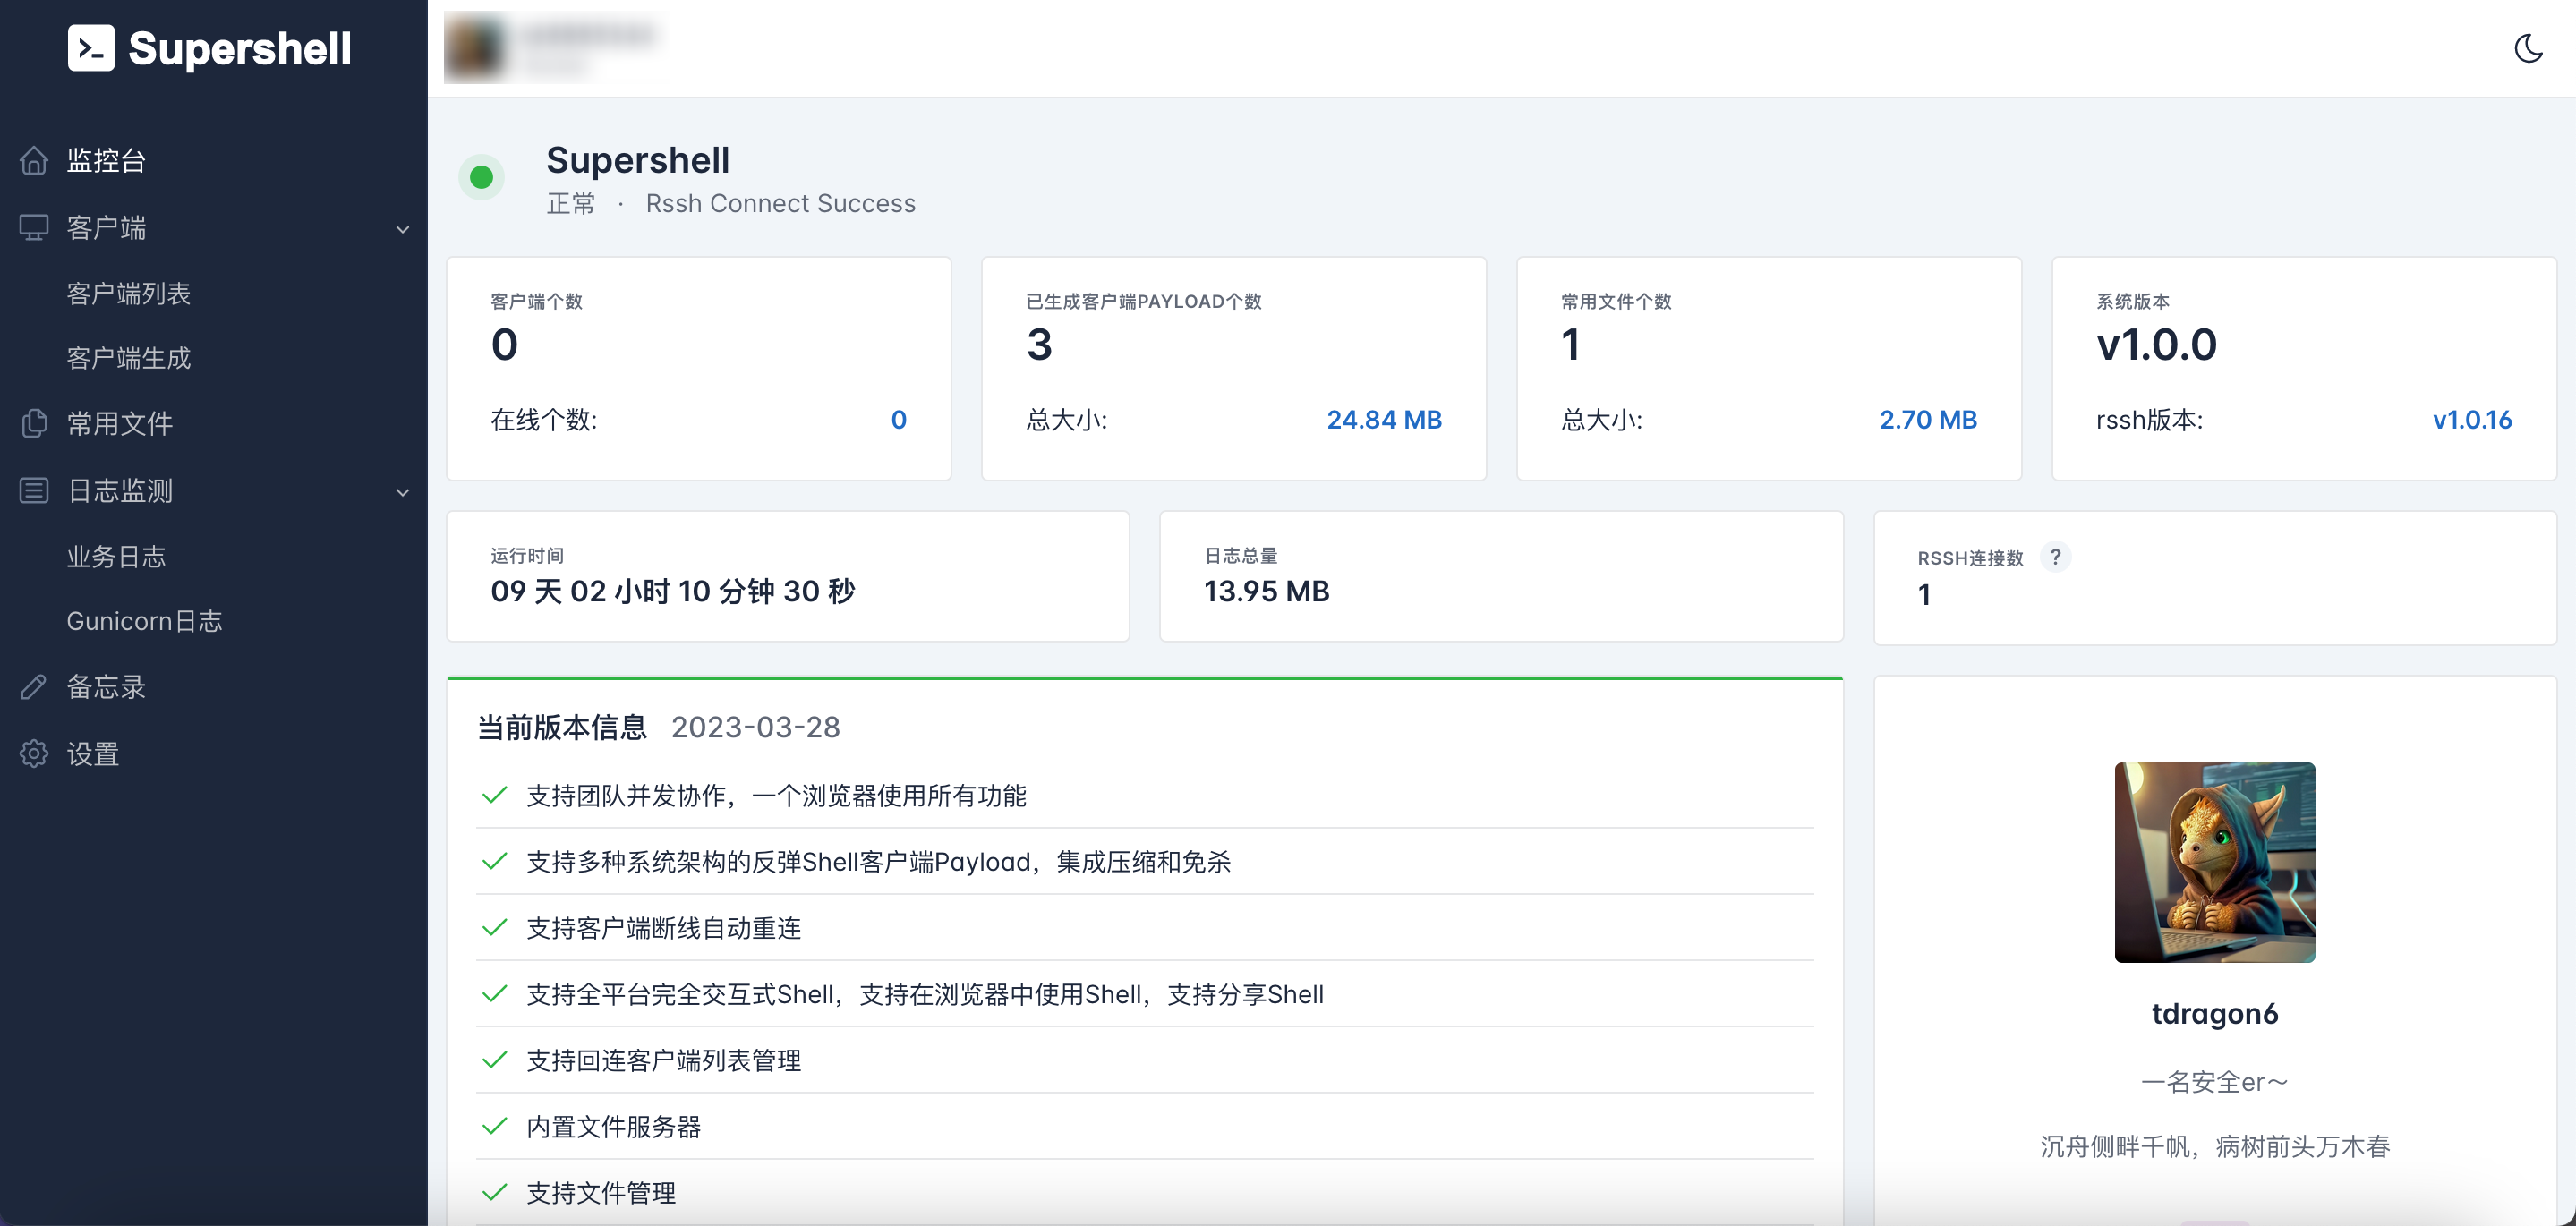 Supershell
监控台
客户端
客户端列表
客户端生成
常用文件
日志监测
业务日志
Gunicorn日志
备忘录
设置
Supershell
正常 · Rssh Connect Success
客户端个数
0
在线个数: 0
已生成客户端PAYLOAD个数
3
总大小: 24.84 MB
常用文件个数
1
总大小: 2.70 MB
系统版本
v1.0.0
rssh版本: v1.0.16
运行时间
09 天 02 小时 10 分钟 30 秒
日志总量
13.95 MB
RSSH连接数 ?
1
当前版本信息 2023-03-28
支持团队并发协作，一个浏览器使用所有功能
支持多种系统架构的反弹Shell客户端Payload，集成压缩和免杀
支持客户端断线自动重连
支持全平台完全交互式Shell，支持在浏览器中使用Shell，支持分享Shell
支持回连客户端列表管理
内置文件服务器
支持文件管理
tdragon6
一名安全er～
沉舟侧畔千帆，病树前头万木春